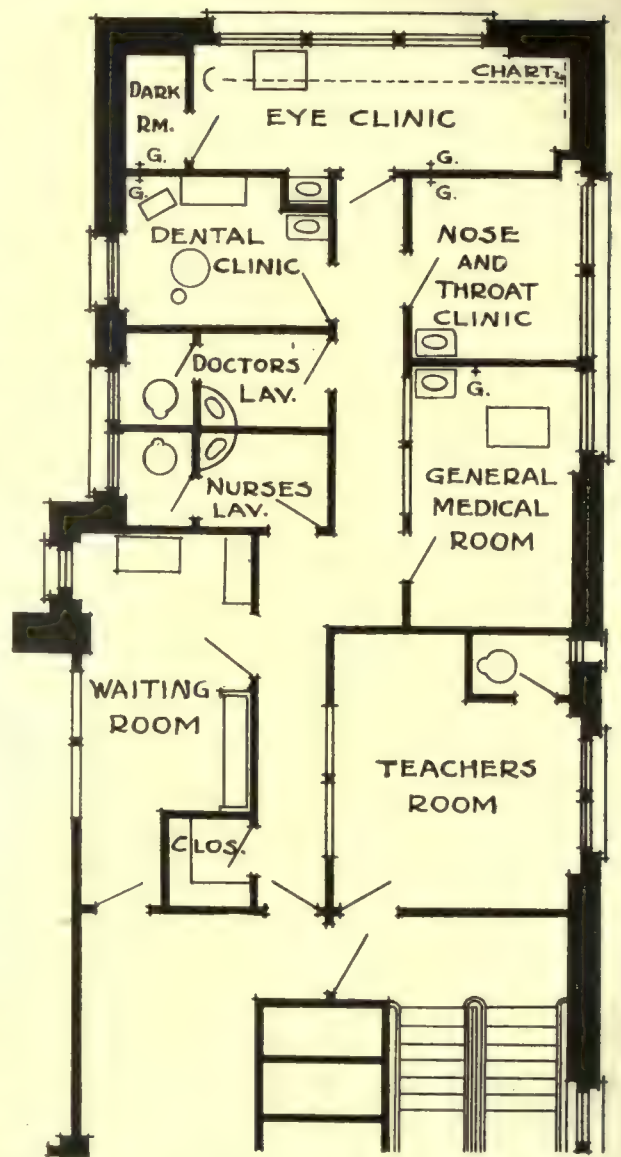 CHART
DARK
RM.
EYE CLINIC
G.
G.
G.
G.
DENTAL
CLINIC
NOSE
AND
THROAT
CLINIC
DOCTORS
LAV.
G.
NURSES
LAV.
GENERAL
MEDICAL
ROOM
WAITING
ROOM
TEACHERS
ROOM
CLOS.